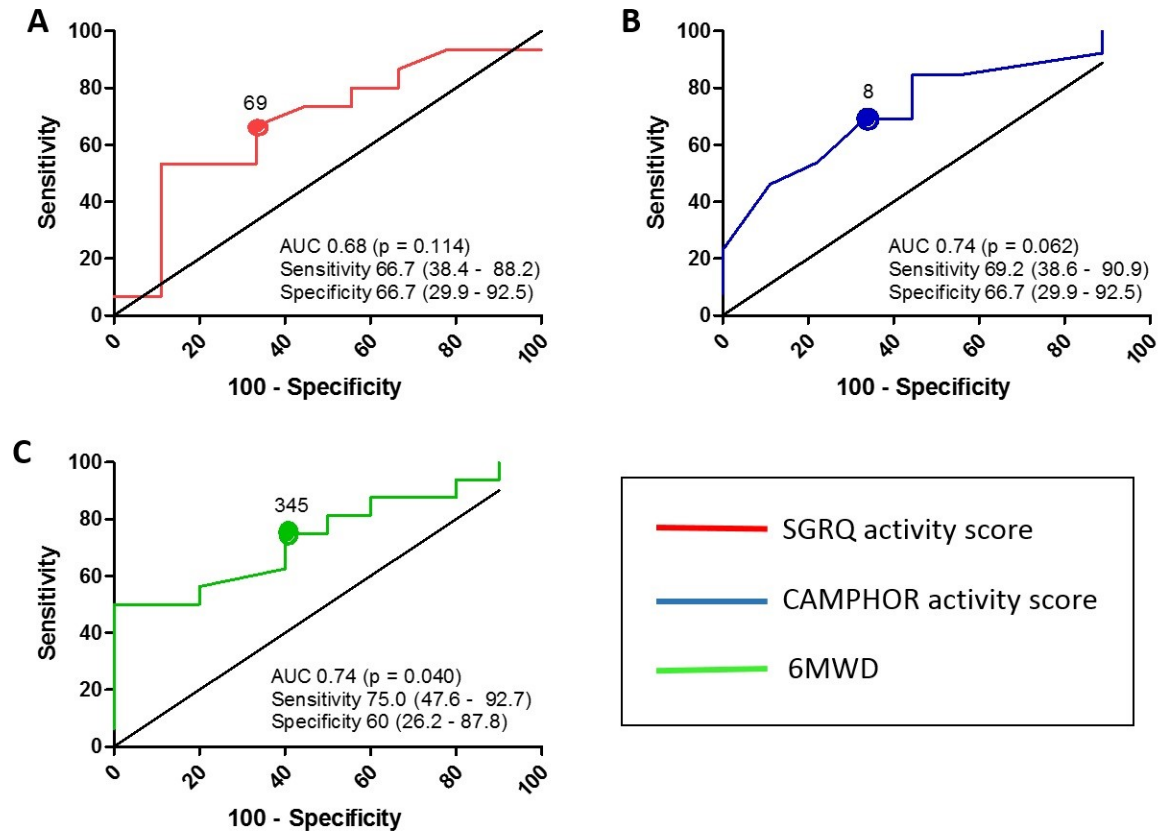 A
100
80
60
40
20
0
Sensitivity
69
AUC 0.68 (p = 0.114)
Sensitivity 66.7 (38.4 - 88.2)
Specificity 66.7 (29.9 - 92.5)
0
20
40
60
80
100
100 - Specificity
B
100
80
60
40
20
0
Sensitivity
8
AUC 0.74 (p = 0.062)
Sensitivity 69.2 (38.6 - 90.9)
Specificity 66.7 (29.9 - 92.5)
0
20
40
60
80
100
100 - Specificity
C
100
80
60
40
20
0
Sensitivity
345
AUC 0.74 (p = 0.040)
Sensitivity 75.0 (47.6 - 92.7)
Specificity 60 (26.2 - 87.8)
0
20
40
60
80
100
100 - Specificity
SGRQ activity score
CAMPHOR activity score
6MWD